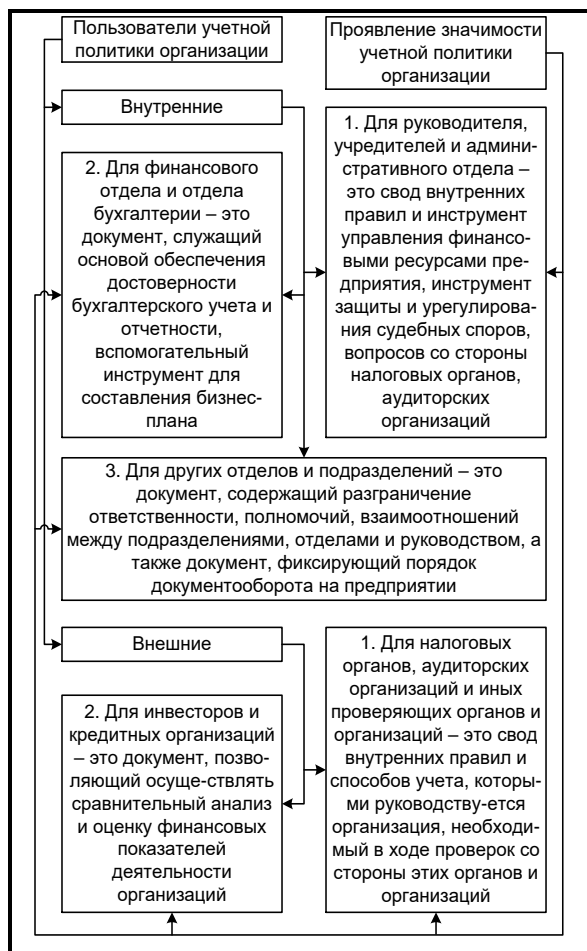 Пользователи учетной
политики организации
Проявление значимости
учетной политики
организации
Внутренние
1. Для руководителя,
учредителей и админи-
стративного отдела –
это свод внутренних
правил и инструмент
управления финансо-
выми ресурсами пре-
дприятия, инструмент
защиты и урегулирова-
ния судебных споров,
вопросов со стороны
налоговых органов,
аудиторских
организаций
2. Для финансового
отдела и отдела
бухгалтерии – это
документ, служащий
основой обеспечения
достоверности
бухгалтерского учета и
отчетности,
вспомогательный
инструмент для
составления бизнес-
плана
3. Для других отделов и подразделений – это
документ, содержащий разграничение
ответственности, полномочий, взаимоотношений
между подразделениями, отделами и руководством, а
также документ, фиксирующий порядок
документооборота на предприятии
Внешние
1. Для налоговых
органов, аудиторских
организаций и иных
проверяющих органов и
организаций – это свод
внутренних правил и
способов учета, которы-
ми руководству-ется
организация, необходи-
мый в ходе проверок со
стороны этих органов и
организаций
2. Для инвесторов и
кредитных организаций
– это документ, позво-
ляющий осуще-ствлять
сравнительный анализ
и оценку финансовых
показателей
деятельности
организаций